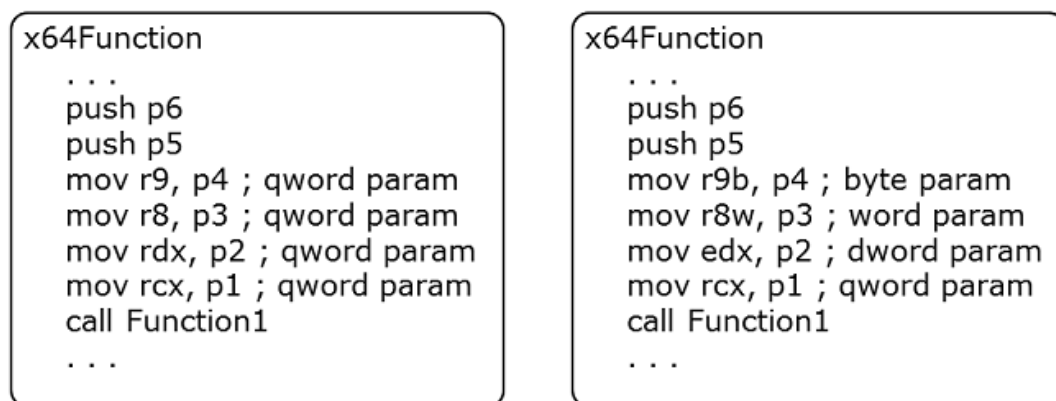 x64Function
. . .
push p6
push p5
mov r9, p4 ; qword param
mov r8, p3 ; qword param
mov rdx, p2 ; qword param
mov rcx, p1 ; qword param
call Function1
. . .
x64Function
. . .
push p6
push p5
mov r9b, p4 ; byte param
mov r8w, p3 ; word param
mov edx, p2 ; dword param
mov rcx, p1 ; qword param
call Function1
. . .